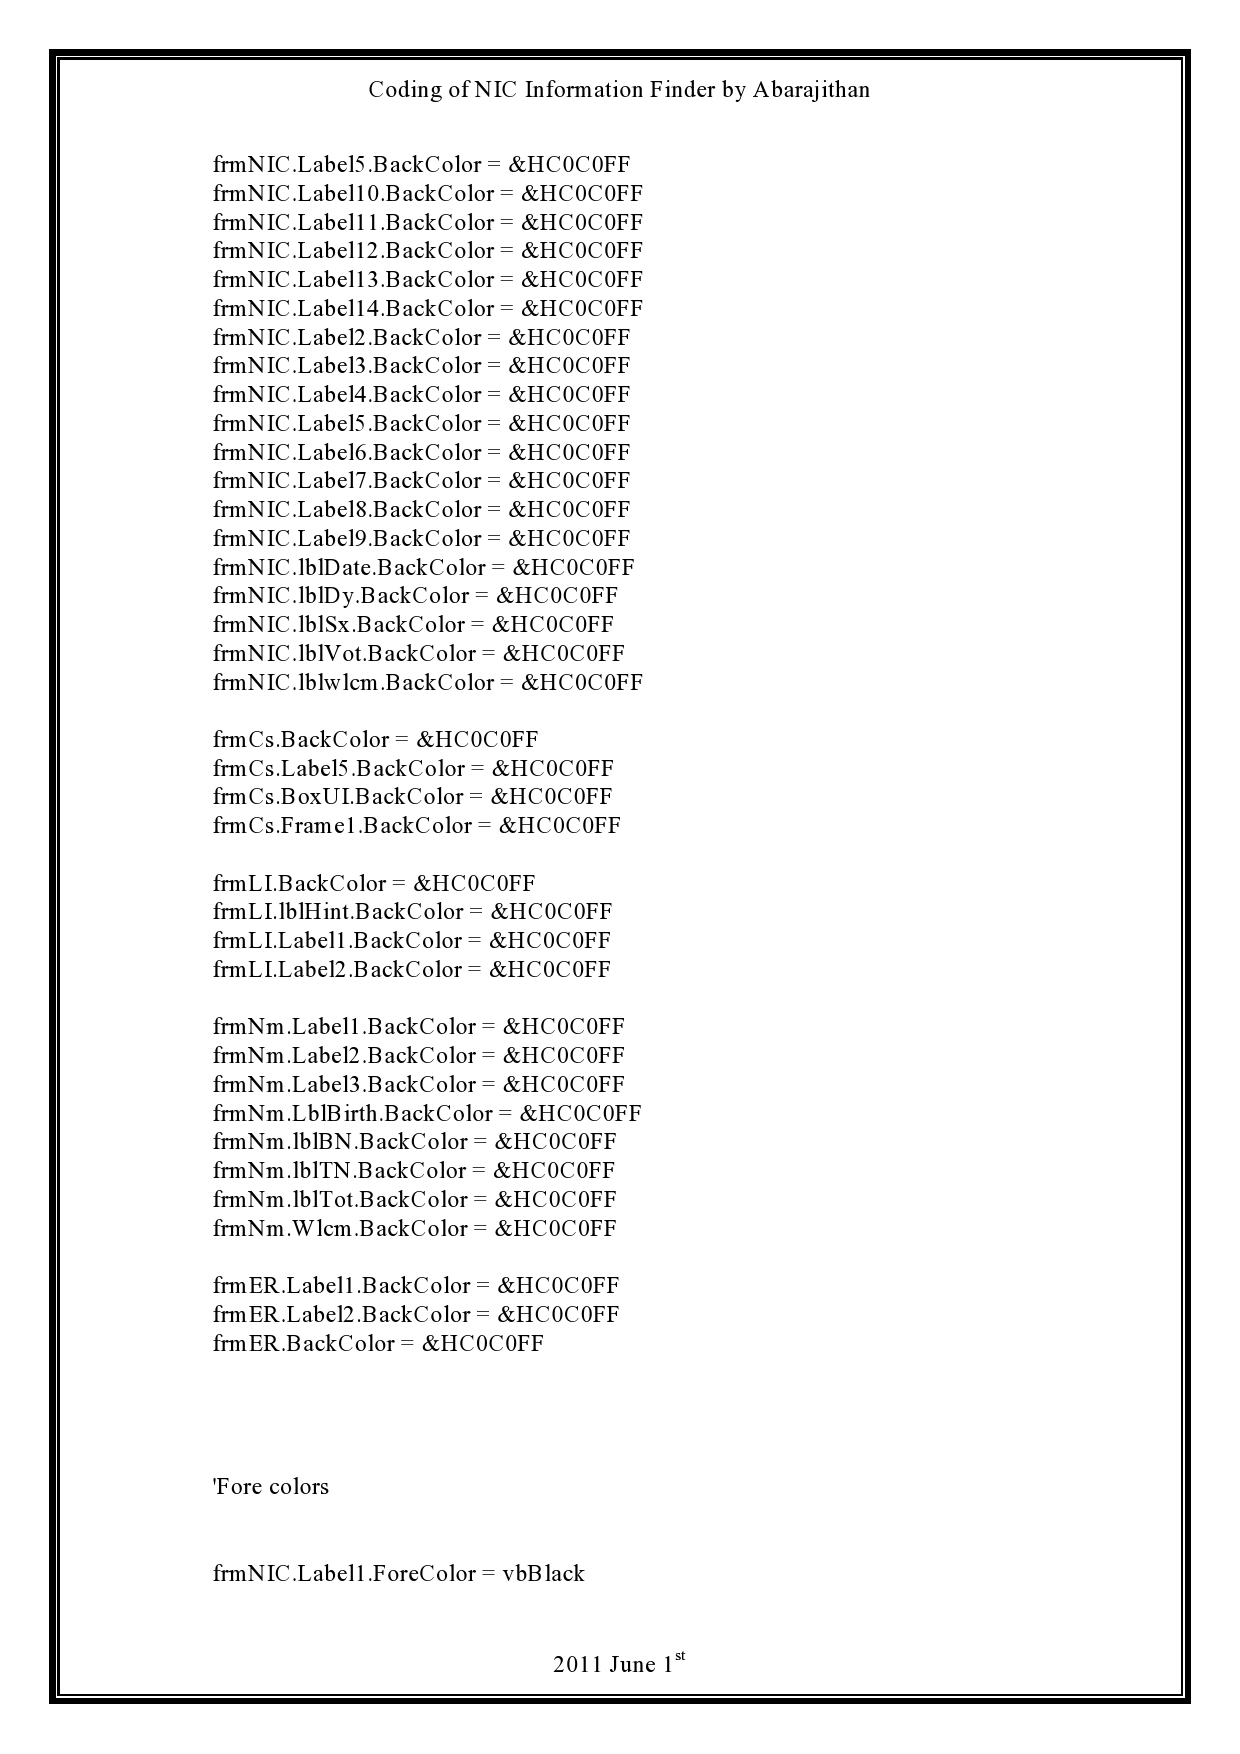 Coding of NIC Information Finder by Abarajithan
frmNIC.Label5.BackColor = &HC0C0FF
frmNIC.Label10.BackColor = &HC0C0FF
frmNIC.Label11.BackColor = &HC0C0FF
frmNIC.Label12.BackColor = &HC0C0FF
frmNIC.Label13.BackColor = &HC0C0FF
frmNIC.Label14.BackColor = &HC0C0FF
frmNIC.Label2.BackColor = &HC0C0FF
frmNIC.Label3.BackColor = &HC0C0FF
frmNIC.Label4.BackColor = &HC0C0FF
frmNIC.Label5.BackColor = &HC0C0FF
frmNIC.Label6.BackColor = &HC0C0FF
frmNIC.Label7.BackColor = &HC0C0FF
frmNIC.Label8.BackColor = &HC0C0FF
frmNIC.Label9.BackColor = &HC0C0FF
frmNIC.lblDate.BackColor = &HC0C0FF
frmNIC.lblDy.BackColor = &HC0C0FF
frmNIC.lblSx.BackColor = &HC0C0FF
frmNIC.lblVot.BackColor = &HC0C0FF
frmNIC.lblwlcm.BackColor = &HC0C0FF
frmCs.BackColor = &HC0C0FF
frmCs.Label5.BackColor = &HC0C0FF
frmCs.BoxUI.BackColor = &HC0C0FF
frmCs.Frame1.BackColor = &HC0C0FF
frmLI.BackColor = &HC0C0FF
frmLI.lblHint.BackColor = &HC0C0FF
frmLI.Label1.BackColor = &HC0C0FF
frmLI.Label2.BackColor = &HC0C0FF
frmNm.Label1.BackColor = &HC0C0FF
frmNm.Label2.BackColor = &HC0C0FF
frmNm.Label3.BackColor = &HC0C0FF
frmNm.LblBirth.BackColor = &HC0C0FF
frmNm.lblBN.BackColor = &HC0C0FF
frmNm.lblTN.BackColor = &HC0C0FF
frmNm.lblTot.BackColor = &HC0C0FF
frmNm.Wlcm.BackColor = &HC0C0FF
frmER.Label1.BackColor = &HC0C0FF
frmER.Label2.BackColor = &HC0C0FF
frmER.BackColor = &HC0C0FF
'Fore colors
frmNIC.Label1.ForeColor = vbBlack
2011 June 1st